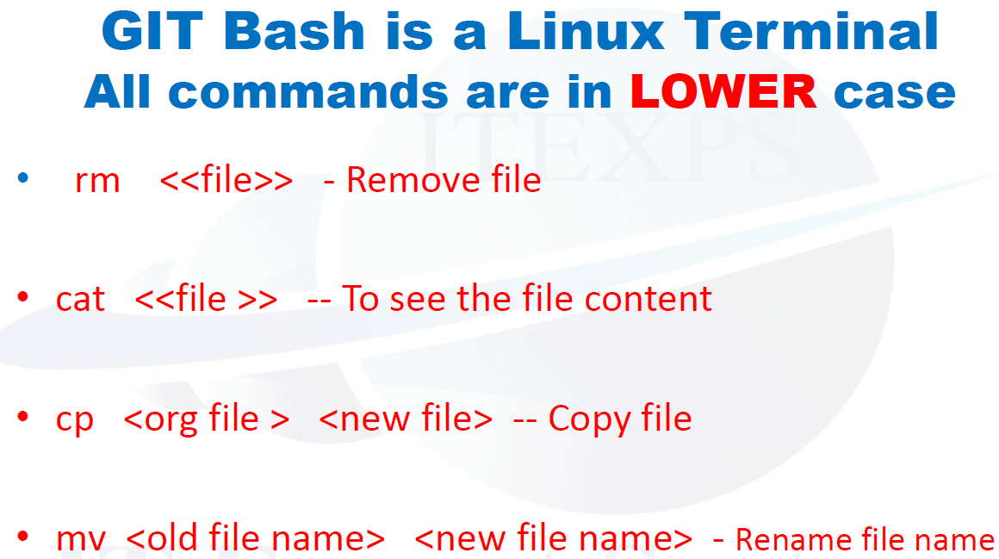 GIT Bash is a Linux Terminal
All commands are in LOWER case
ITEXPS
• rm <<file>> - Remove file
• cat <<file >> -- To see the file content
• cp <org file > <new file> -- Copy file
• mv <old file name> <new file name> - Rename file name